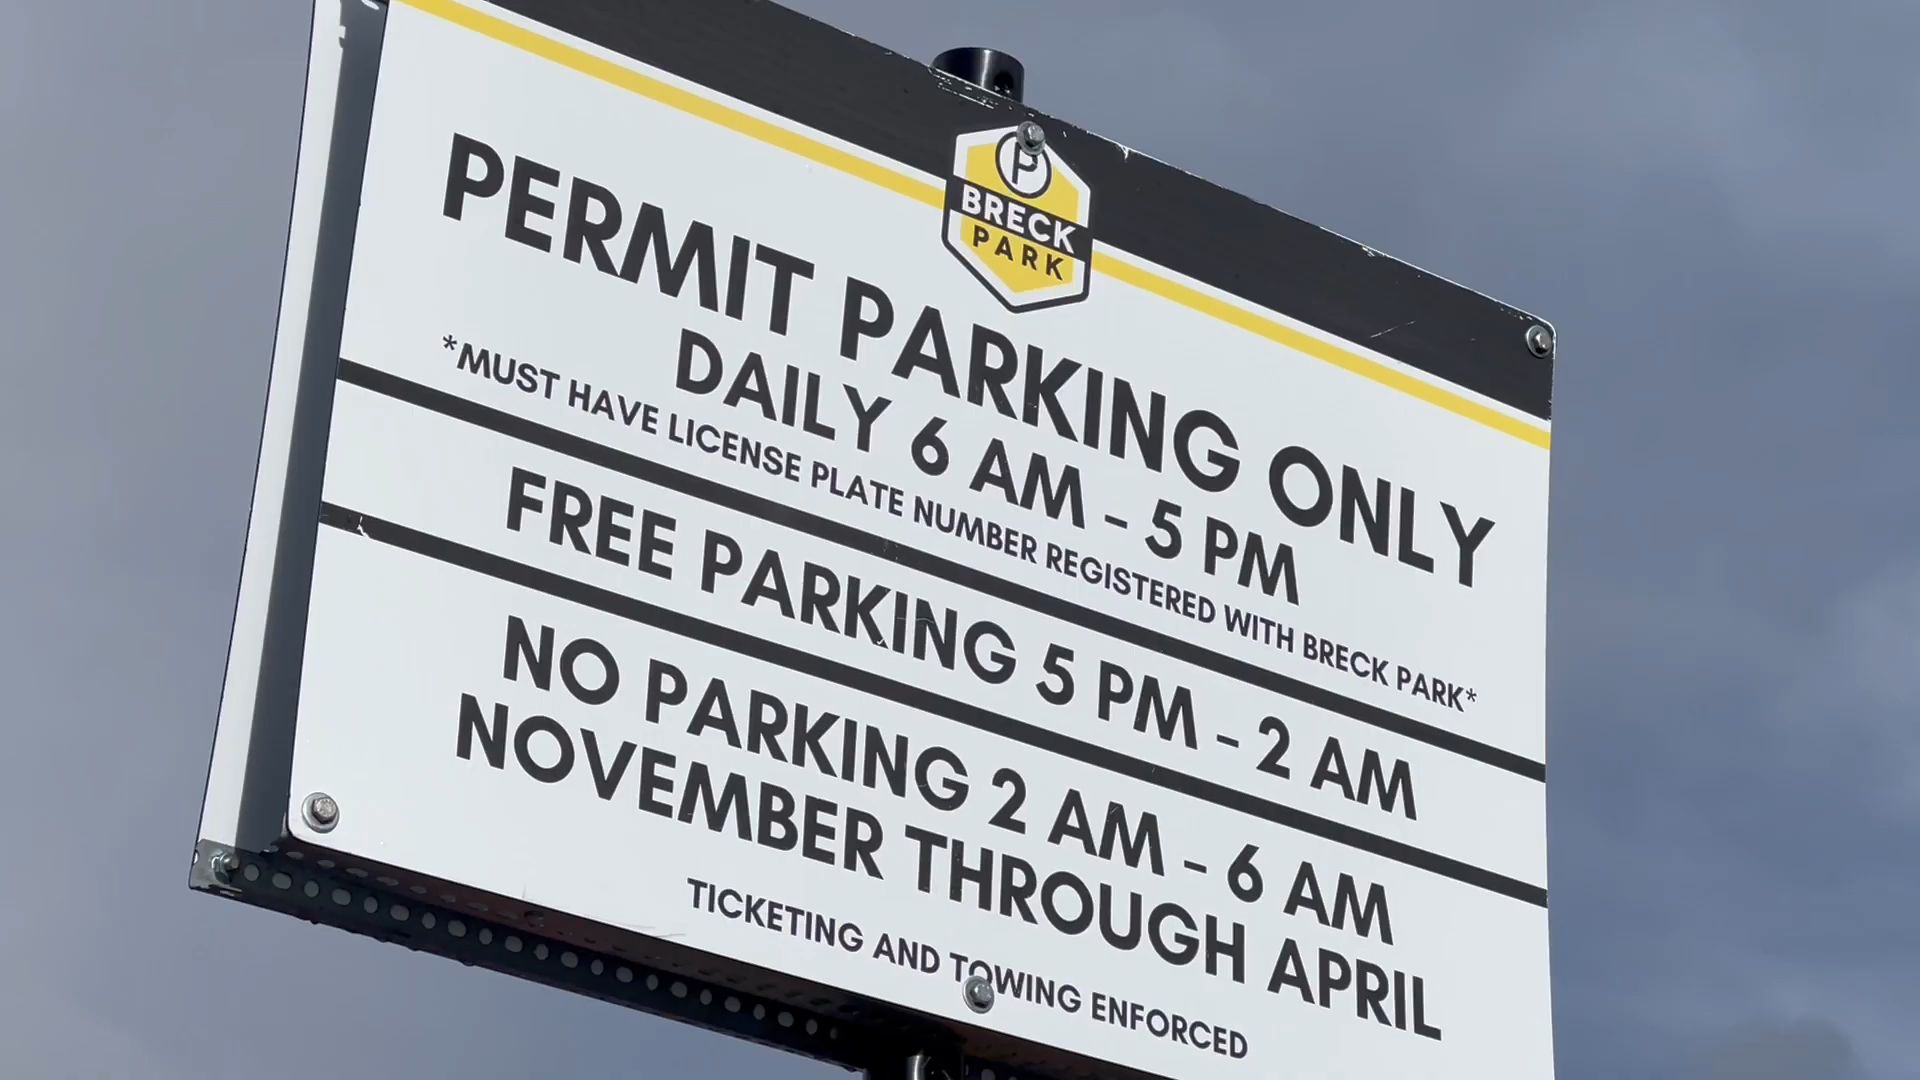 P
BRECK
PARK
PERMIT PARKING ONLY
DAILY 6 AM - 5 PM
*MUST HAVE LICENSE PLATE NUMBER REGISTERED WITH BRECK PARK*
FREE PARKING 5 PM - 2 AM
NO PARKING 2 AM - 6 AM
NOVEMBER THROUGH APRIL
TICKETING AND TOWING ENFORCED